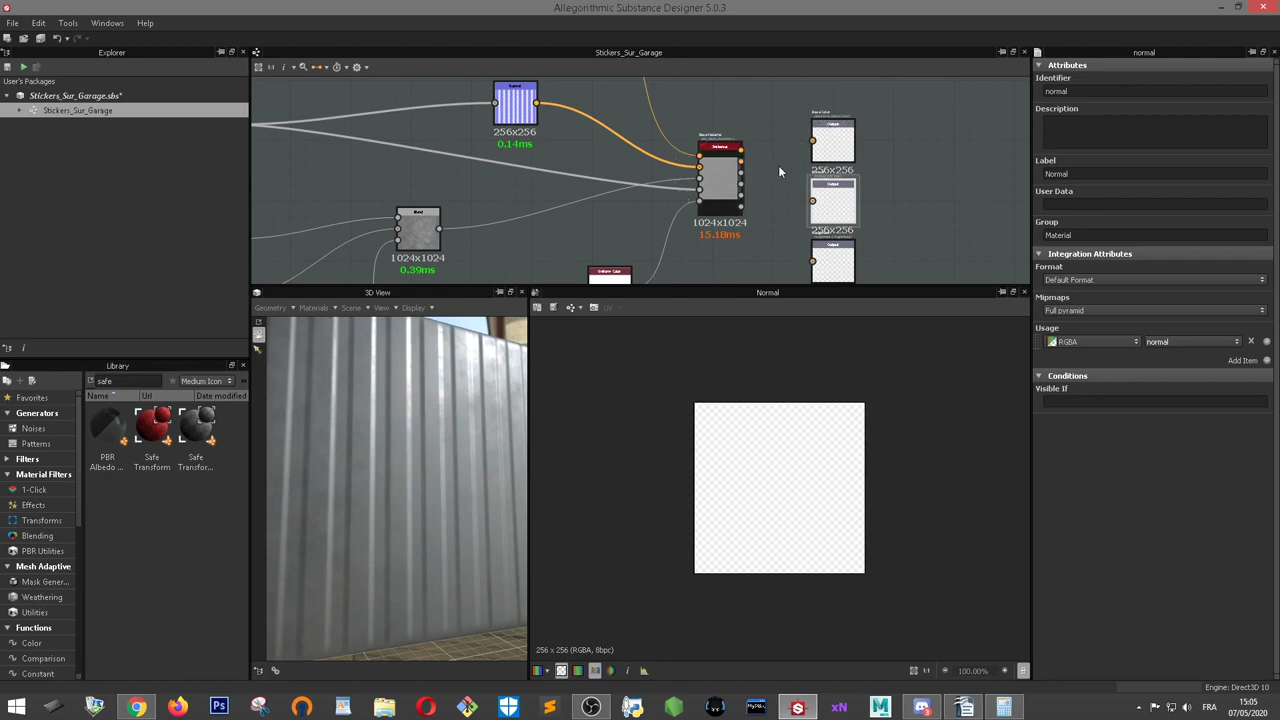 Allegorithmic Substance Designer 5.0.3
File Edit Tools Windows Help
Explorer
User's Packages
Stickers_Sur_Garage.sbs*
Stickers_Sur_Garage
Stickers_Sur_Garage
256x256
0.14ms
1024x1024
0.39ms
1024x1024
15.18ms
Uniform Color
Output
256x256
Output
256x256
Output
Library
safe
Medium Icon
Name Url Date modified
Favorites
Generators
Noises
Patterns
Filters
Material Filters
1-Click
Effects
Transforms
Blending
PBR Utilities
Mesh Adaptive
Mask Gener...
Weathering
Utilities
Functions
Color
Comparison
Constant
PBR Albedo ...
Safe Transform
Safe Transfor...
3D View
Geometry Materials Scene View Display
Normal
Uv
256 x 256 (RGBA, 8bpc)
100.00%
normal
Attributes
Identifier
normal
Description
Label
Normal
User Data
Group
Material
Integration Attributes
Format
Default Format
Mipmaps
Full pyramid
Usage
RGBA normal
Add Item
Conditions
Visible If
Engine: Direct3D 10
FRA
15:05
07/05/2020